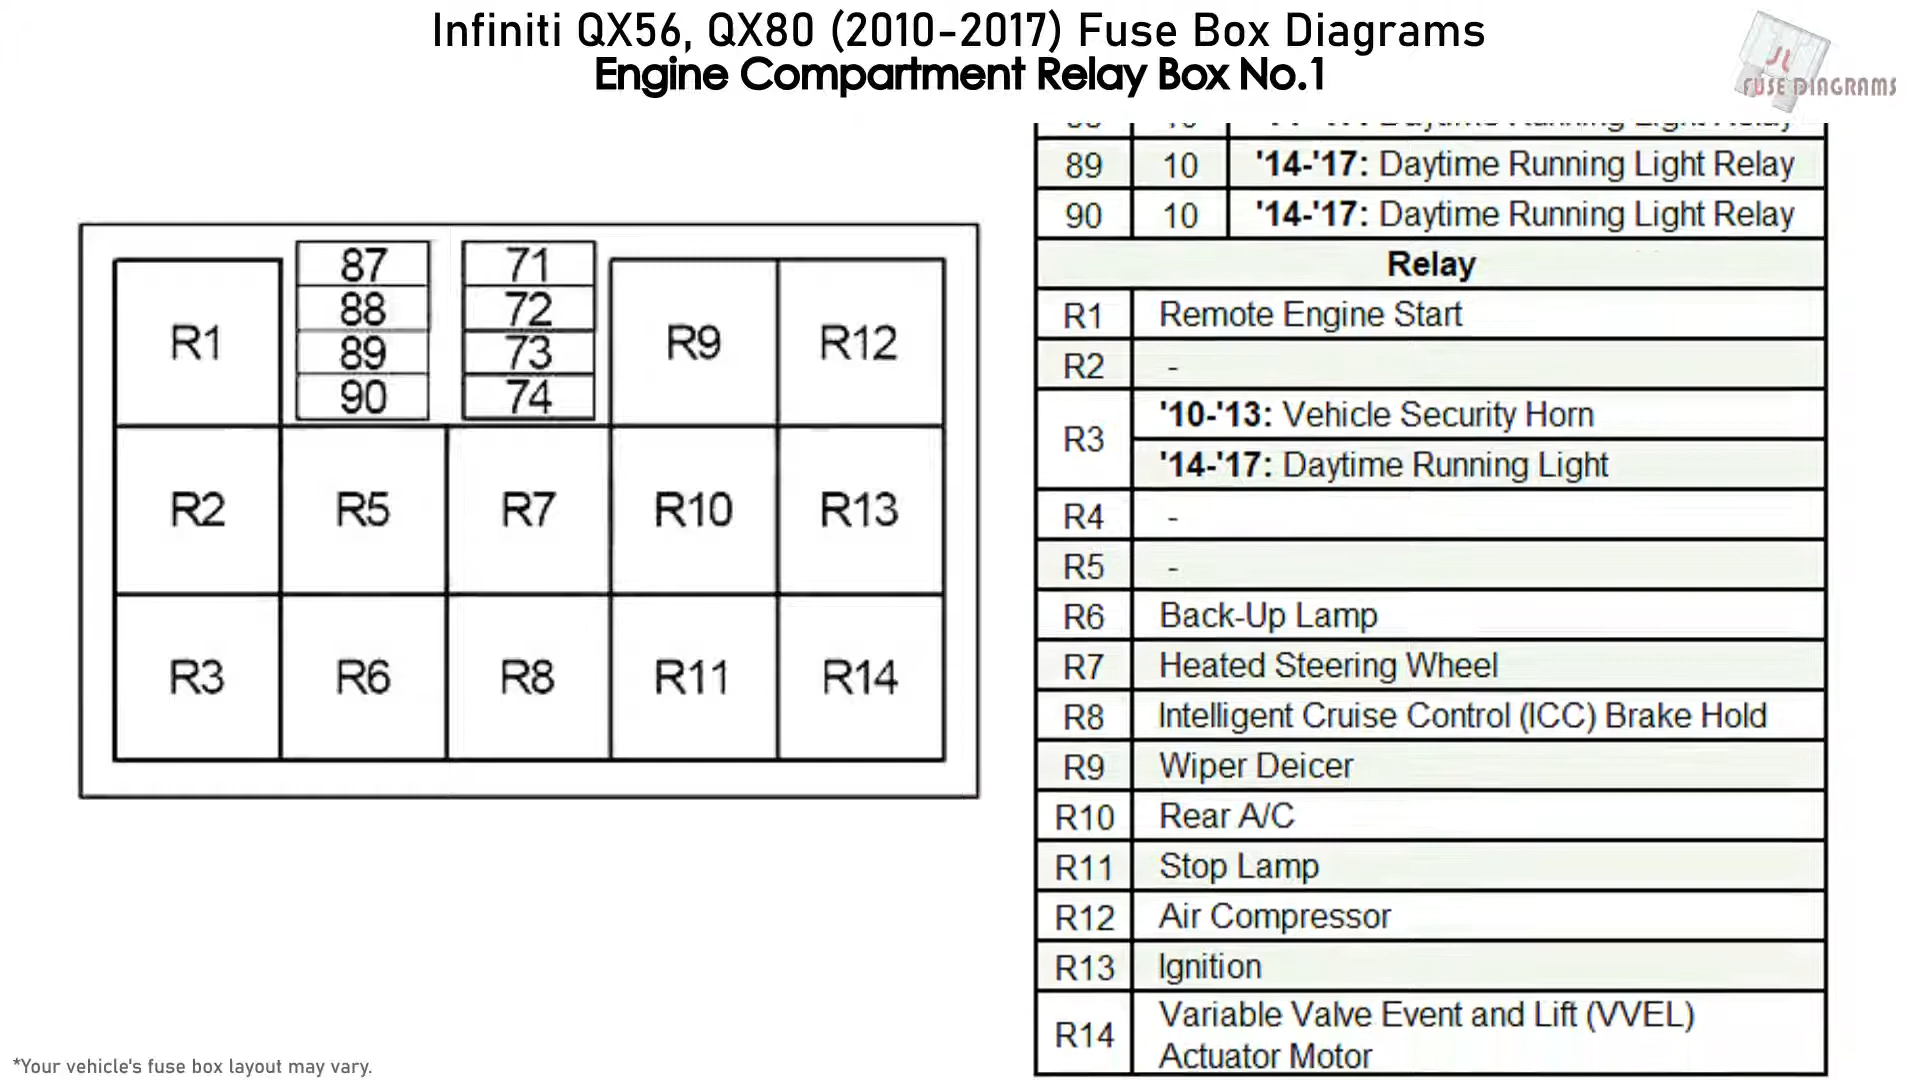 Infiniti QX56, QX80 (2010-2017) Fuse Box Diagrams
Engine Compartment Relay Box No.1
FUSE DIAGRAMS
87 71
88 72
R1 89 73 R9 R12
90 74
R2 R5 R7 R10 R13
R3 R6 R8 R11 R14
89 10 '14-'17: Daytime Running Light Relay
90 10 '14-'17: Daytime Running Light Relay
Relay
R1 Remote Engine Start
R2 -
R3 '10-'13: Vehicle Security Horn
'14-'17: Daytime Running Light
R4 -
R5 -
R6 Back-Up Lamp
R7 Heated Steering Wheel
R8 Intelligent Cruise Control (ICC) Brake Hold
R9 Wiper Deicer
R10 Rear A/C
R11 Stop Lamp
R12 Air Compressor
R13 Ignition
R14 Variable Valve Event and Lift (VVEL)
Actuator Motor
*Your vehicle's fuse box layout may vary.